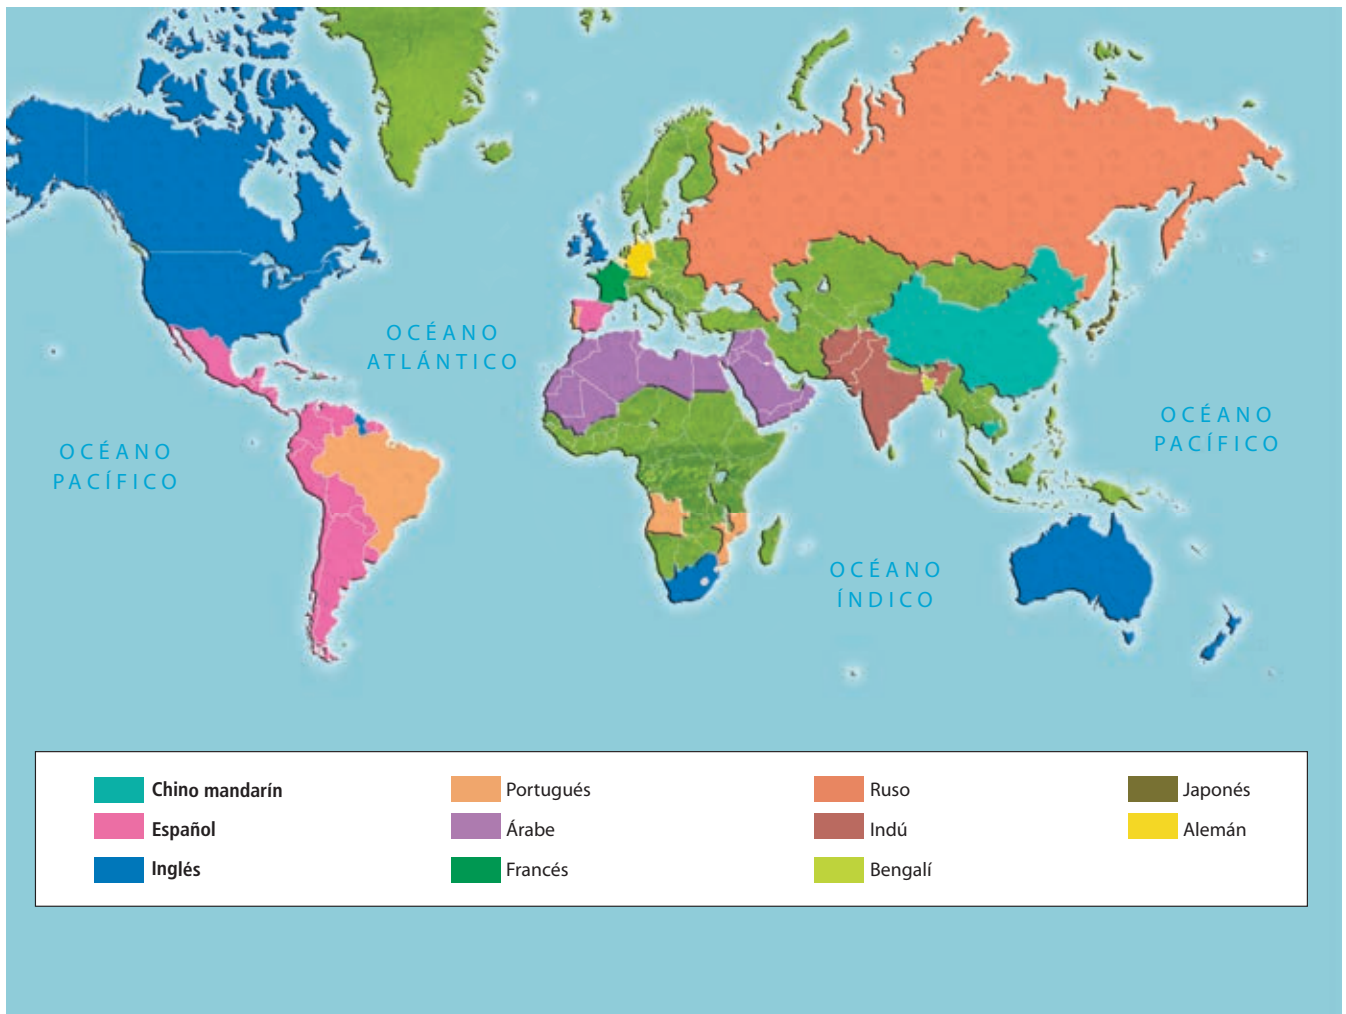 OCÉANO
ATLÁNTICO
OCÉANO
PACÍFICO
OCÉANO
PACÍFICO
OCÉANO
ÍNDICO
Chino mandarín
Español
Inglés
Portugués
Árabe
Francés
Ruso
Indú
Bengalí
Japonés
Alemán